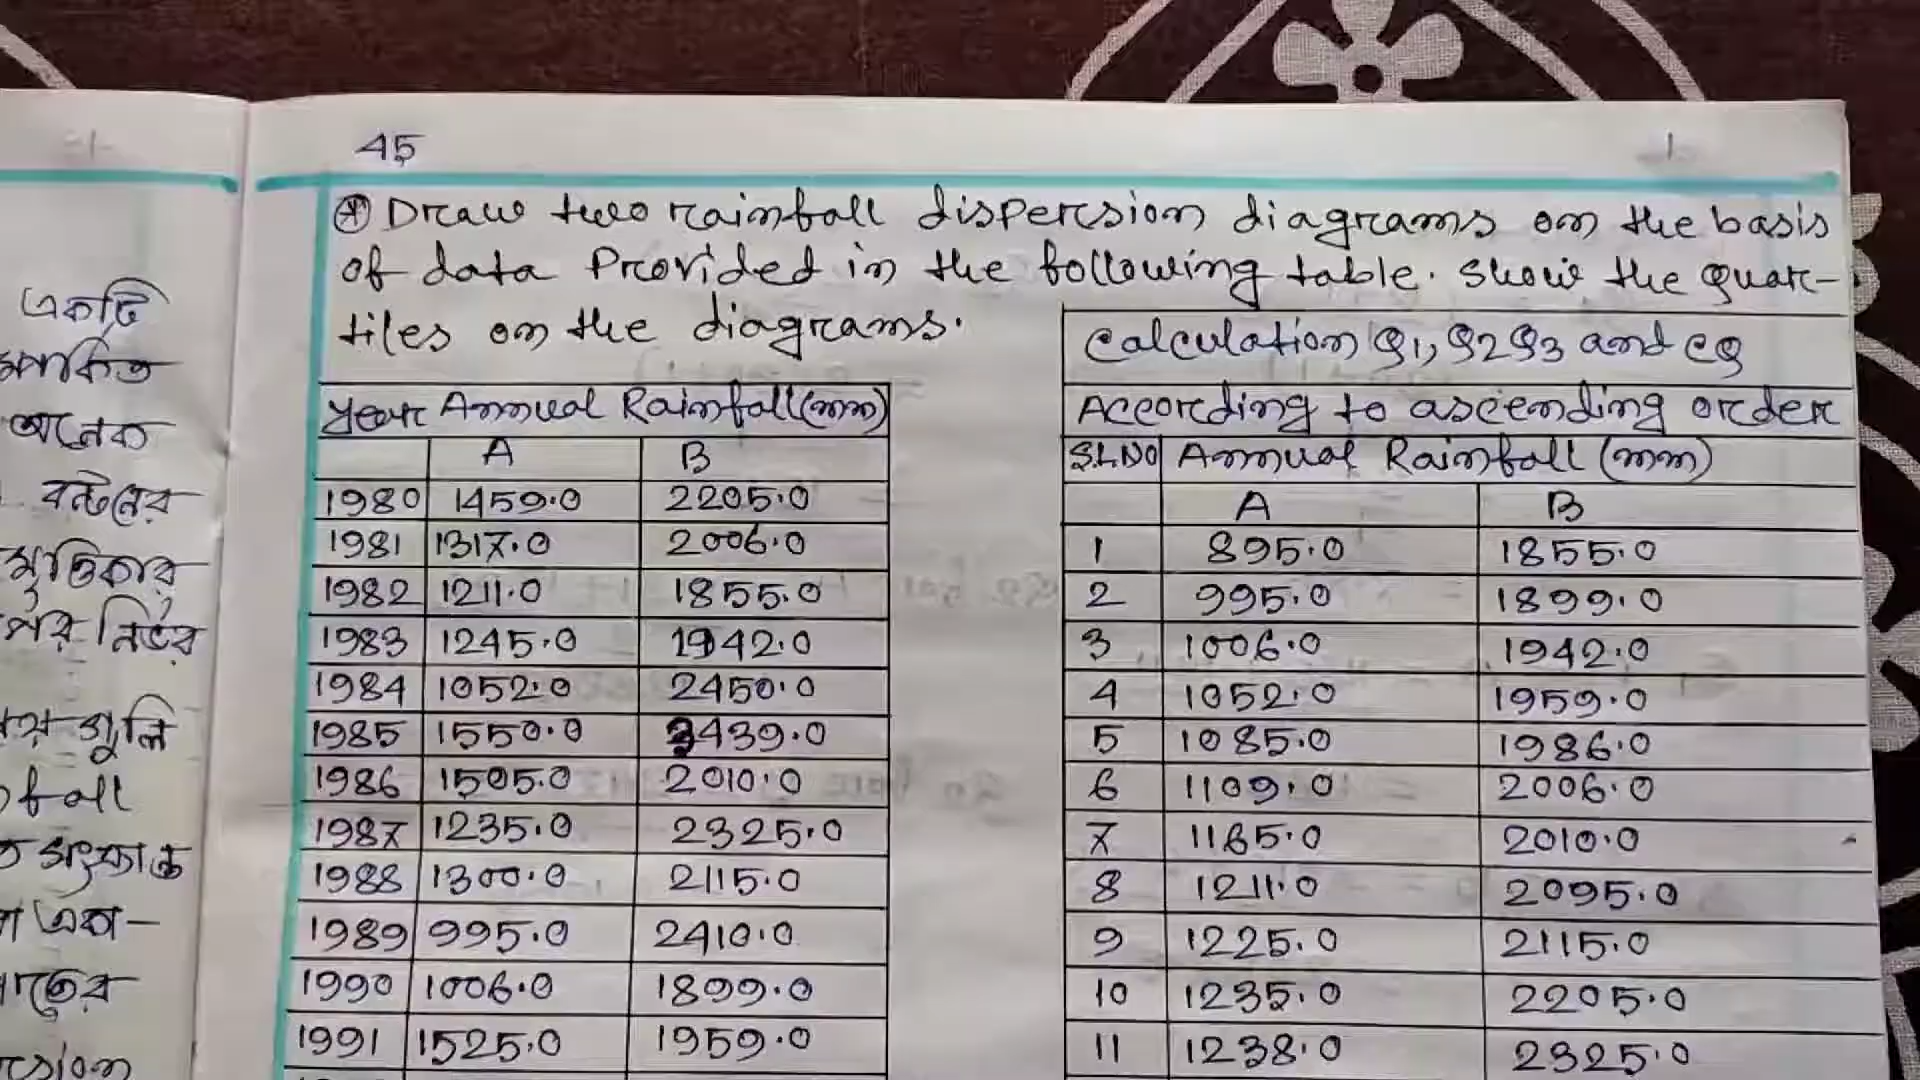 45
⊛ Draw two rainfall dispersion diagrams on the basis
of data Provided in the following table. Show the Quar-
tiles on the diagrams.
Year Annual Rainfall (mm)
A B
1980 1459.0 2205.0
1981 1317.0 2006.0
1982 1211.0 1855.0
1983 1245.0 1942.0
1984 1052.0 2450.0
1985 1550.0 2439.0
1986 1505.0 2010.0
1987 1235.0 2325.0
1988 1300.0 2115.0
1989 995.0 2410.0
1990 1006.0 1899.0
1991 1525.0 1959.0
Calculation Q1, Q2 Q3 and CQ
According to ascending order
S.L.NO Annual Rainfall (mm)
A B
1 895.0 1855.0
2 995.0 1899.0
3 1006.0 1942.0
4 1052.0 1959.0
5 1085.0 1986.0
6 1109.0 2006.0
7 1165.0 2010.0
8 1211.0 2095.0
9 1225.0 2115.0
10 1235.0 2205.0
11 1238.0 2325.0
একটি
অনেক
বন্টনের
মৃত্তিকার
নির্ভর
গুলি
fall